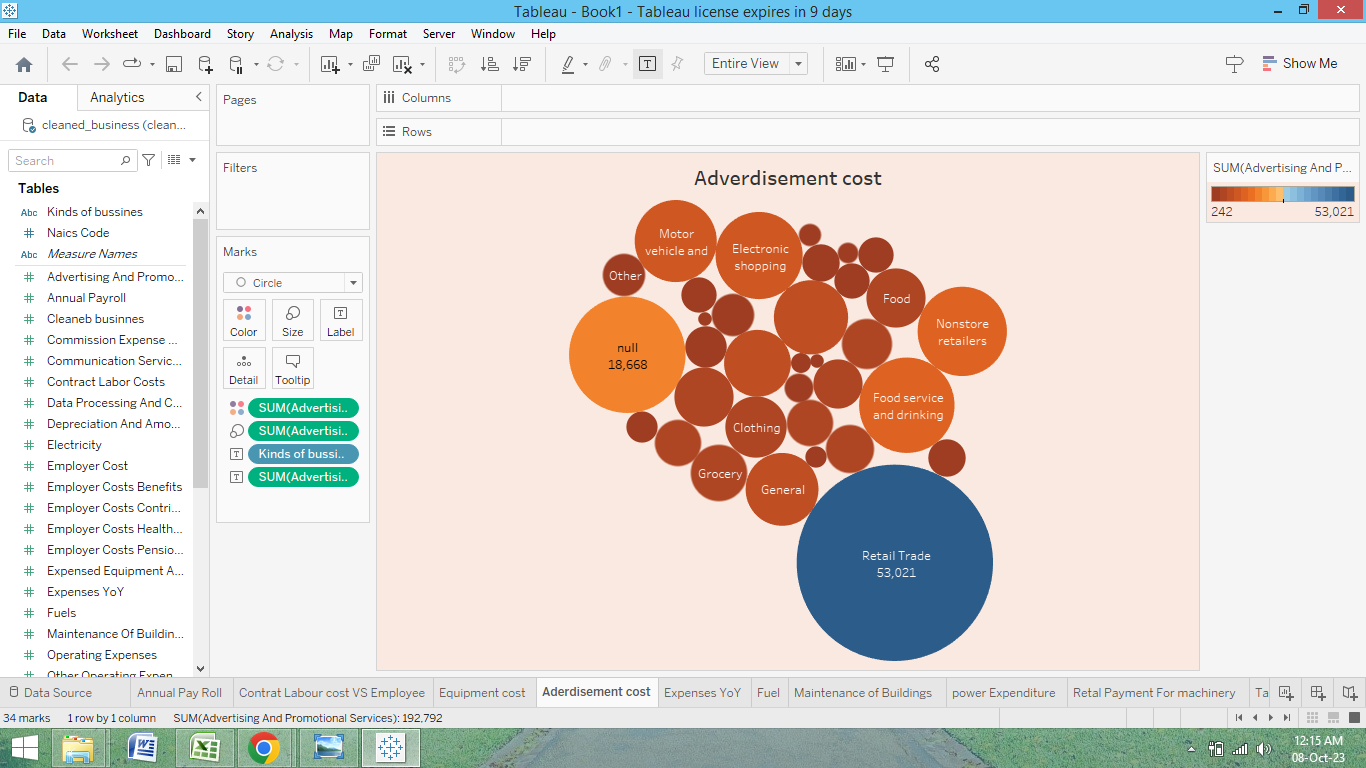 Tableau - Book1 - Tableau license expires in 9 days
File Data Worksheet Dashboard Story Analysis Map Format Server Window Help
Entire View
Show Me
Data Analytics
cleaned_business (clean...
Search
Tables
Abc Kinds of bussines
Naics Code
Abc Measure Names
Advertising And Promo...
Annual Payroll
Cleaneb businnes
Commission Expense ...
Communication Servic...
Contract Labor Costs
Data Processing And C...
Depreciation And Amo...
Electricity
Employer Cost
Employer Costs Benefits
Employer Costs Contri...
Employer Costs Health...
Employer Costs Pensio...
Expensed Equipment A...
Expenses YoY
Fuels
Maintenance Of Buildin...
Operating Expenses
Other Operating Expen
Pages
Filters
Marks
Circle
Color Size Label
Detail Tooltip
SUM(Advertisi..
SUM(Advertisi..
Kinds of bussi..
SUM(Advertisi..
Columns
Rows
Adverdisement cost
Motor
vehicle and
Electronic
shopping
Other
Food
Nonstore
retailers
null
18,668
Food service
and drinking
Clothing
Grocery
General
Retail Trade
53,021
SUM(Advertising And P...
242 53,021
Data Source Annual Pay Roll Contrat Labour cost VS Employee Equipment cost Aderdisement cost Expenses YoY Fuel Maintenance of Buildings power Expenditure Retal Payment For machinery Ta
34 marks 1 row by 1 column SUM(Advertising And Promotional Services): 192,792
12:15 AM
08-Oct-23